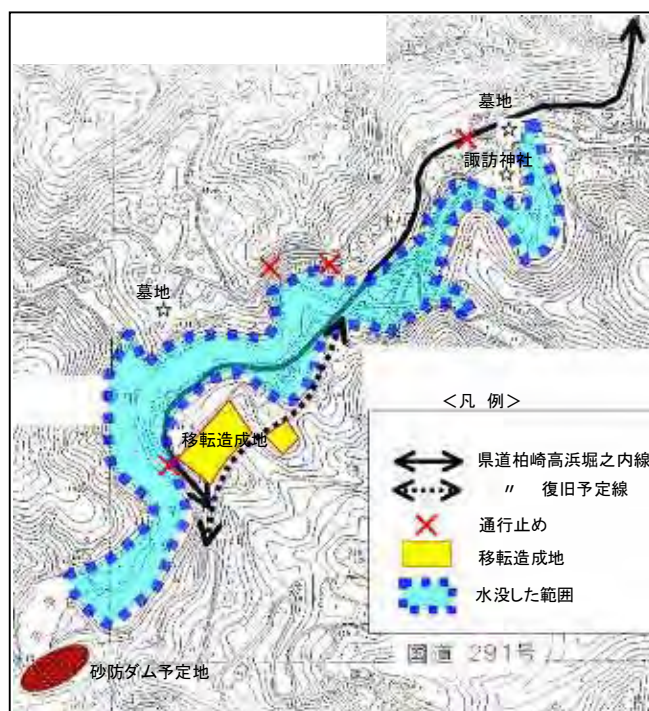 墓地
諏訪神社
墓地
移転造成地
＜凡 例＞
県道柏崎高浜堀之内線
〃 復旧予定線
通行止め
移転造成地
水没した範囲
国道 291号
砂防ダム予定地